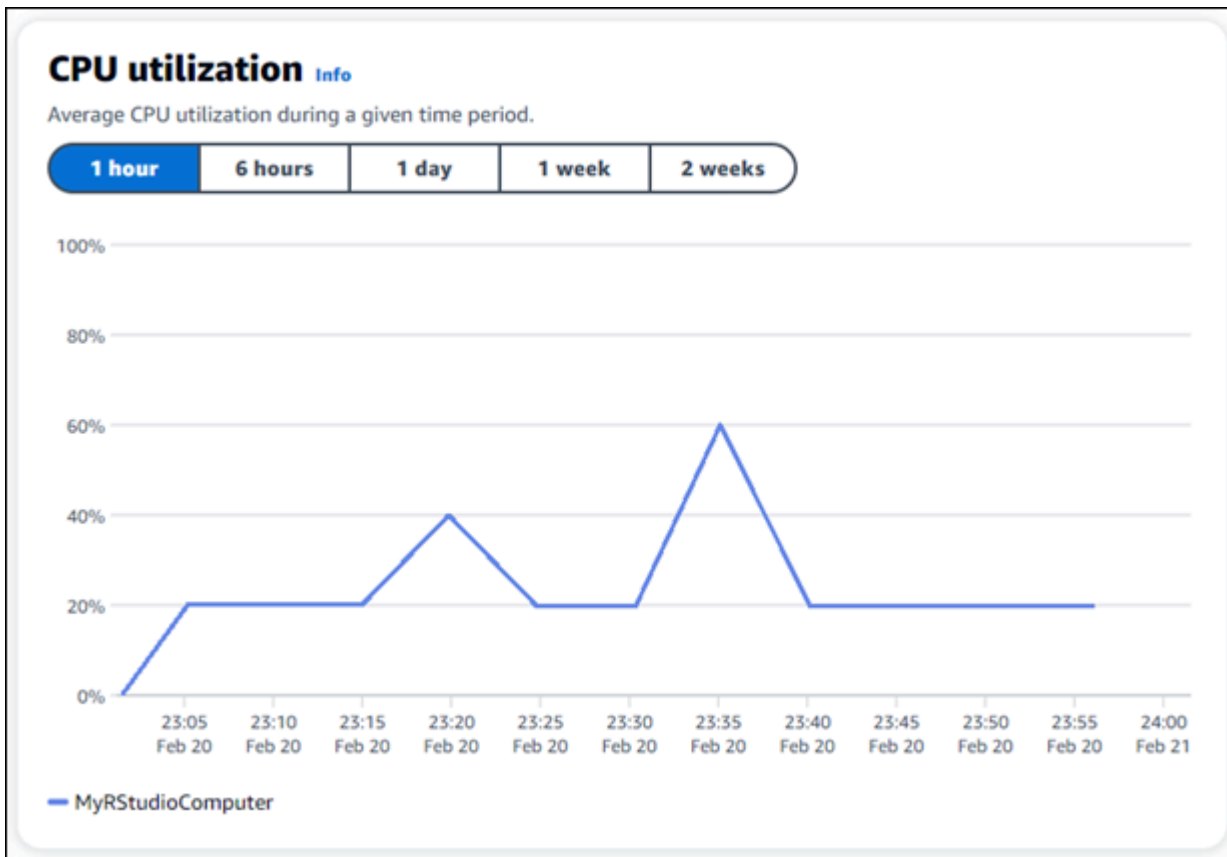 CPU utilization Info
Average CPU utilization during a given time period.
1 hour 6 hours 1 day 1 week 2 weeks
100%
80%
60%
40%
20%
0%
23:05 23:10 23:15 23:20 23:25 23:30 23:35 23:40 23:45 23:50 23:55 24:00
Feb 20 Feb 20 Feb 20 Feb 20 Feb 20 Feb 20 Feb 20 Feb 20 Feb 20 Feb 20 Feb 20 Feb 21
MyRStudioComputer